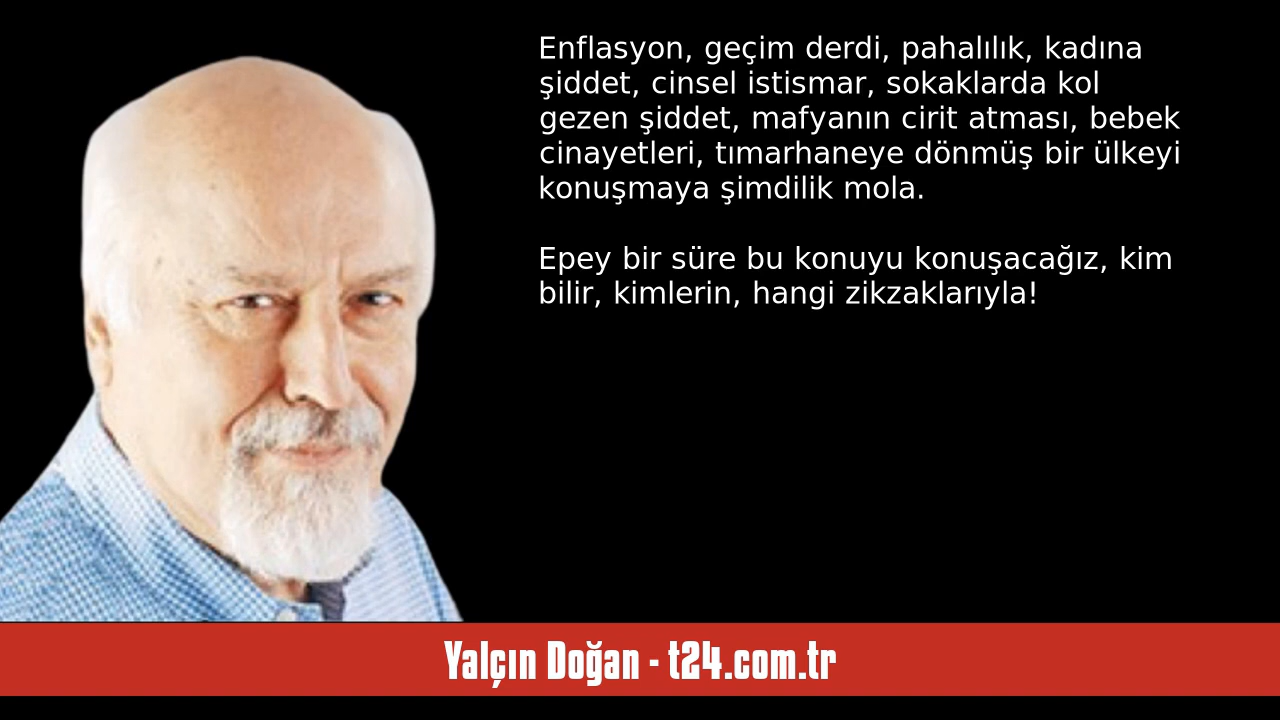 Enflasyon, geçim derdi, pahalılık, kadına
şiddet, cinsel istismar, sokaklarda kol
gezen şiddet, mafyanın cirit atması, bebek
cinayetleri, tımarhaneye dönmüş bir ülkeyi
konuşmaya şimdilik mola.
Epey bir süre bu konuyu konuşacağız, kim
bilir, kimlerin, hangi zikzaklarıyla!
Yalçın Doğan - t24.com.tr